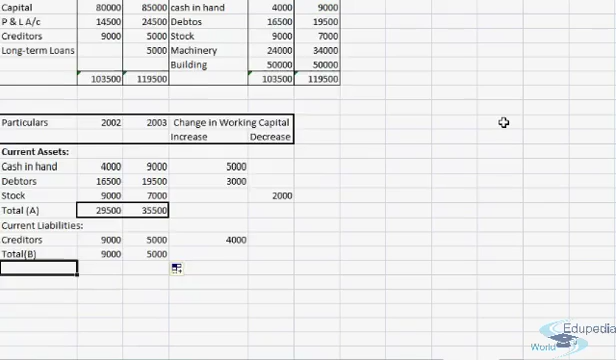 Capital 80000 85000 cash in hand 4000 9000
P & L A/c 14500 24500 Debtos 16500 19500
Creditors 9000 5000 Stock 9000 7000
Long-term Loans 5000 Machinery 24000 34000
Building 50000 50000
103500 119500 103500 119500
Particulars 2002 2003 Change in Working Capital
Increase Decrease
Current Assets:
Cash in hand 4000 9000 5000
Debtors 16500 19500 3000
Stock 9000 7000 2000
Total (A) 29500 35500
Current Liabilities:
Creditors 9000 5000 4000
Total(B) 9000 5000
Edupedia
World